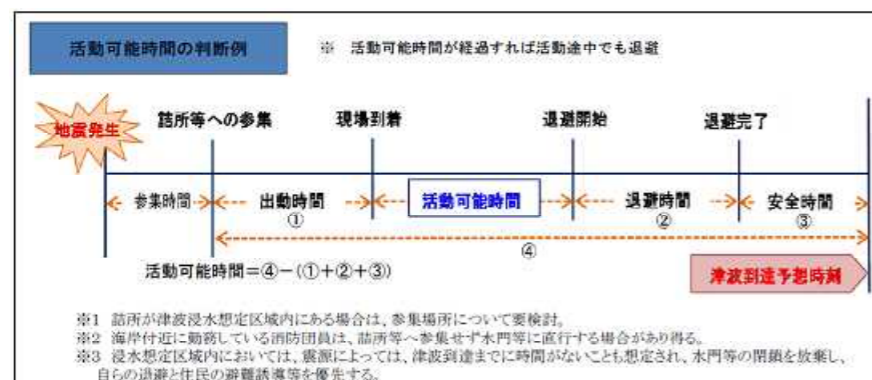 活動可能時間の判断例
※ 活動可能時間が経過すれば活動途中でも退避
地震発生
詰所等への参集
現場到着
退避開始
退避完了
参集時間
出動時間
①
活動可能時間
退避時間
②
安全時間
③
④
活動可能時間＝④－(①＋②＋③)
津波到達予想時刻
※1 詰所が津波浸水想定区域内にある場合は、参集場所について要検討。
※2 海岸付近に勤務している消防団員は、詰所等へ参集せず水門等に直行する場合があり得る。
※3 浸水想定区域内においては、震源によっては、津波到達までに時間がないことも想定され、水門等の閉鎖を放棄し、
自らの退避と住民の避難誘導等を優先する。